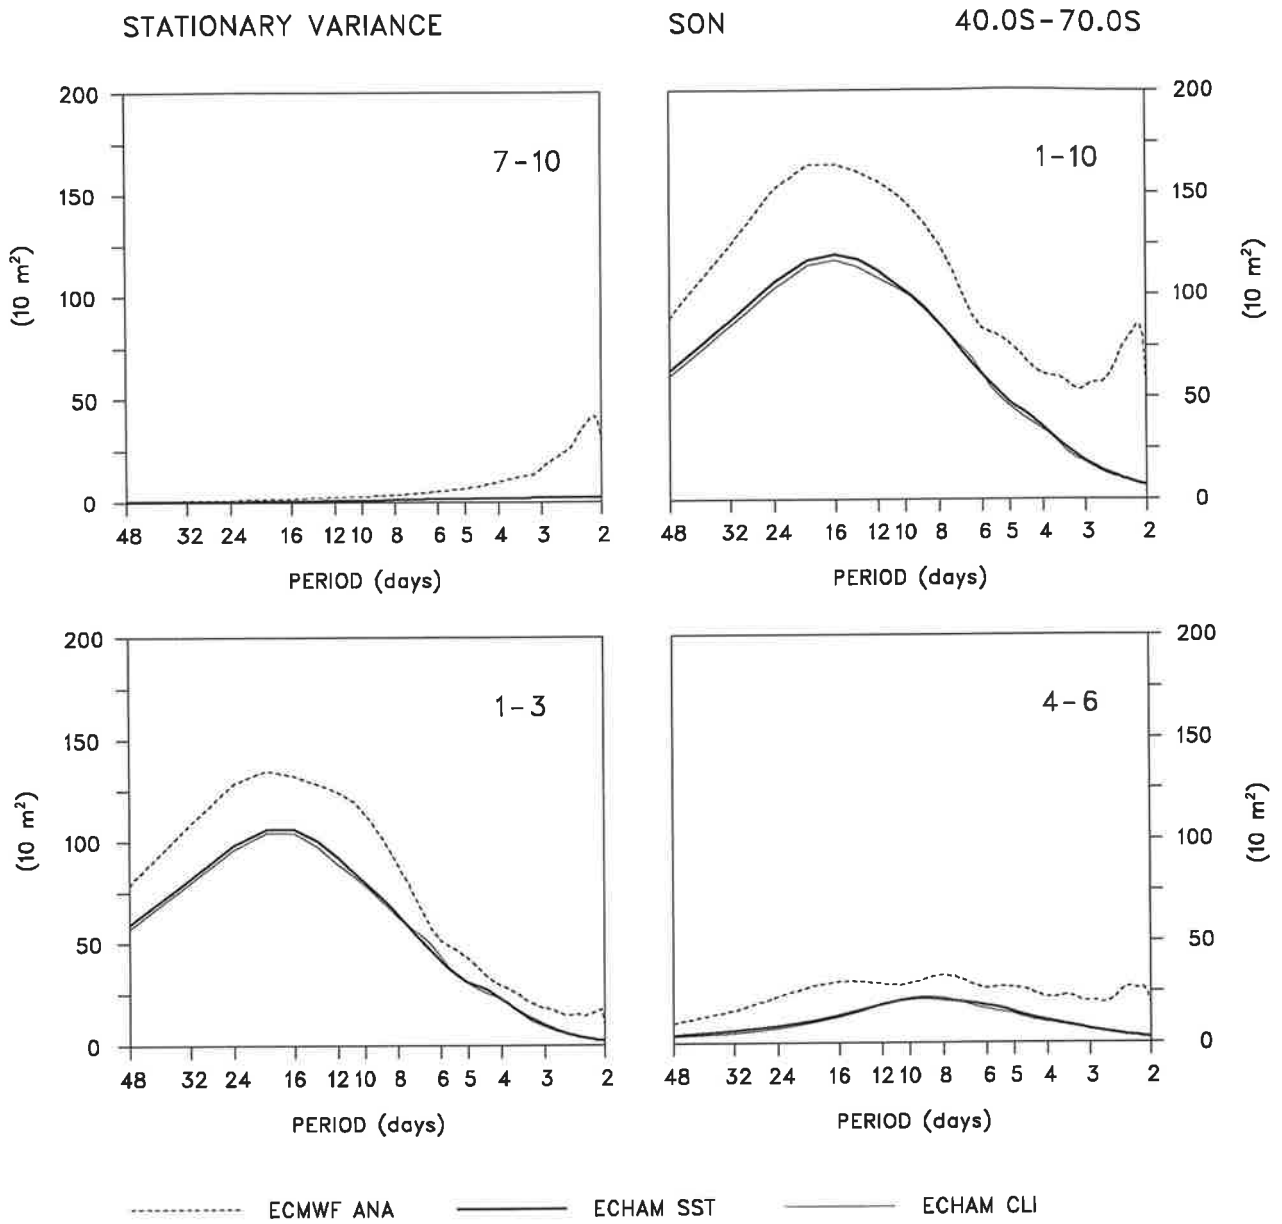 STATIONARY VARIANCE SON 40.0S-70.0S
200
150
100
50
0
(10 m²)
7-10
48 32 24 16 12 10 8 6 5 4 3 2
PERIOD (days)
1-10
200
150
100
50
0
(10 m²)
48 32 24 16 12 10 8 6 5 4 3 2
PERIOD (days)
200
150
100
50
0
(10 m²)
1-3
48 32 24 16 12 10 8 6 5 4 3 2
PERIOD (days)
4-6
200
150
100
50
0
(10 m²)
48 32 24 16 12 10 8 6 5 4 3 2
PERIOD (days)
ECMWF ANA ECHAM SST ECHAM CLI